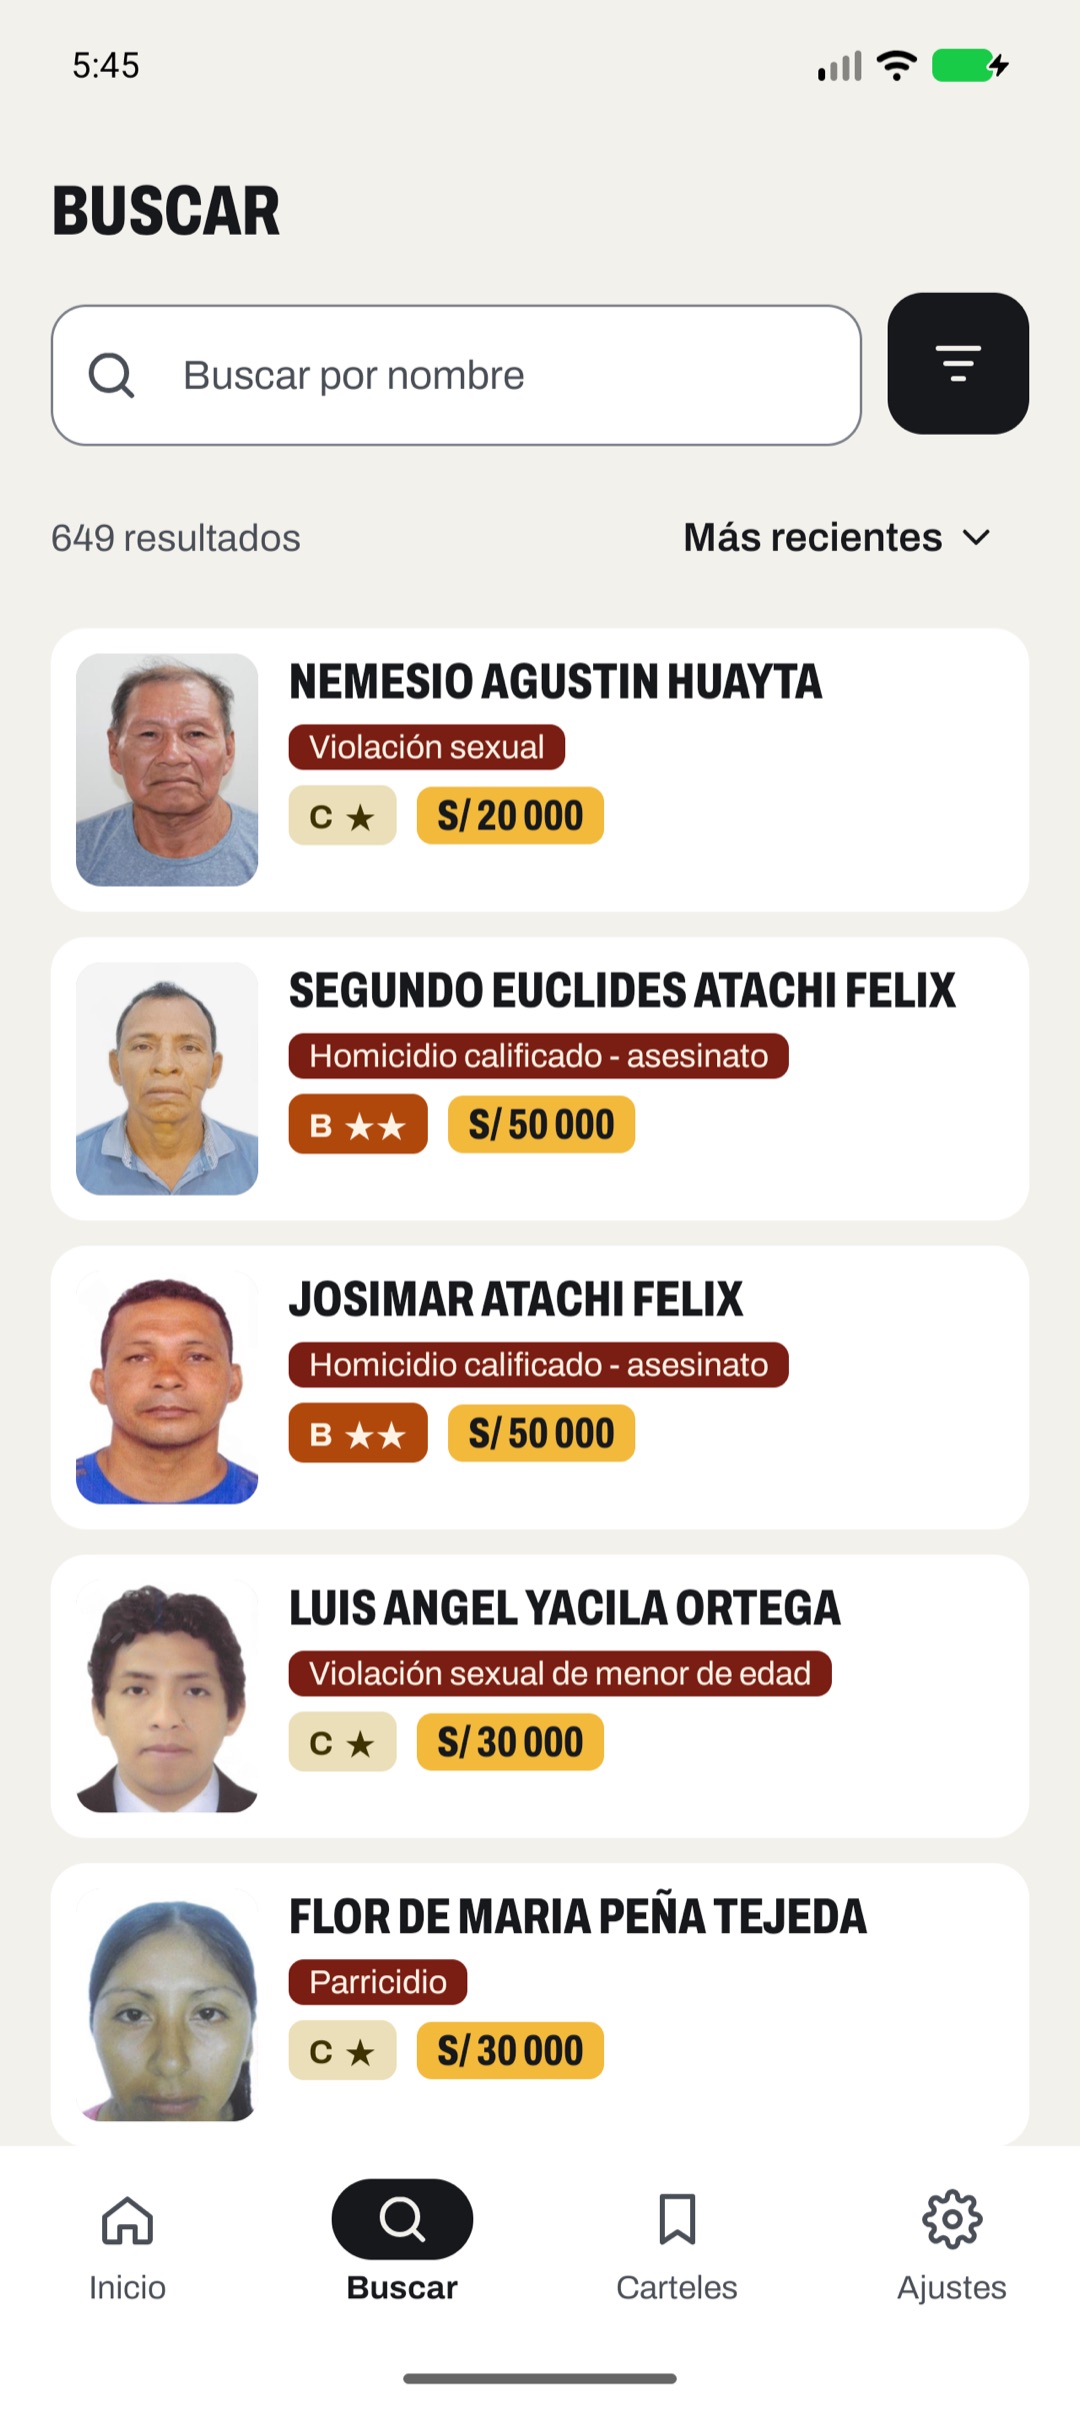 5:45
BUSCAR
Buscar por nombre
649 resultados
Más recientes
NEMESIO AGUSTIN HUAYTA
Violación sexual
C ★
S/ 20 000
SEGUNDO EUCLIDES ATACHI FELIX
Homicidio calificado - asesinato
B ★★
S/ 50 000
JOSIMAR ATACHI FELIX
Homicidio calificado - asesinato
B ★★
S/ 50 000
LUIS ANGEL YACILA ORTEGA
Violación sexual de menor de edad
C ★
S/ 30 000
FLOR DE MARIA PEÑA TEJEDA
Parricidio
C ★
S/ 30 000
Inicio
Buscar
Carteles
Ajustes